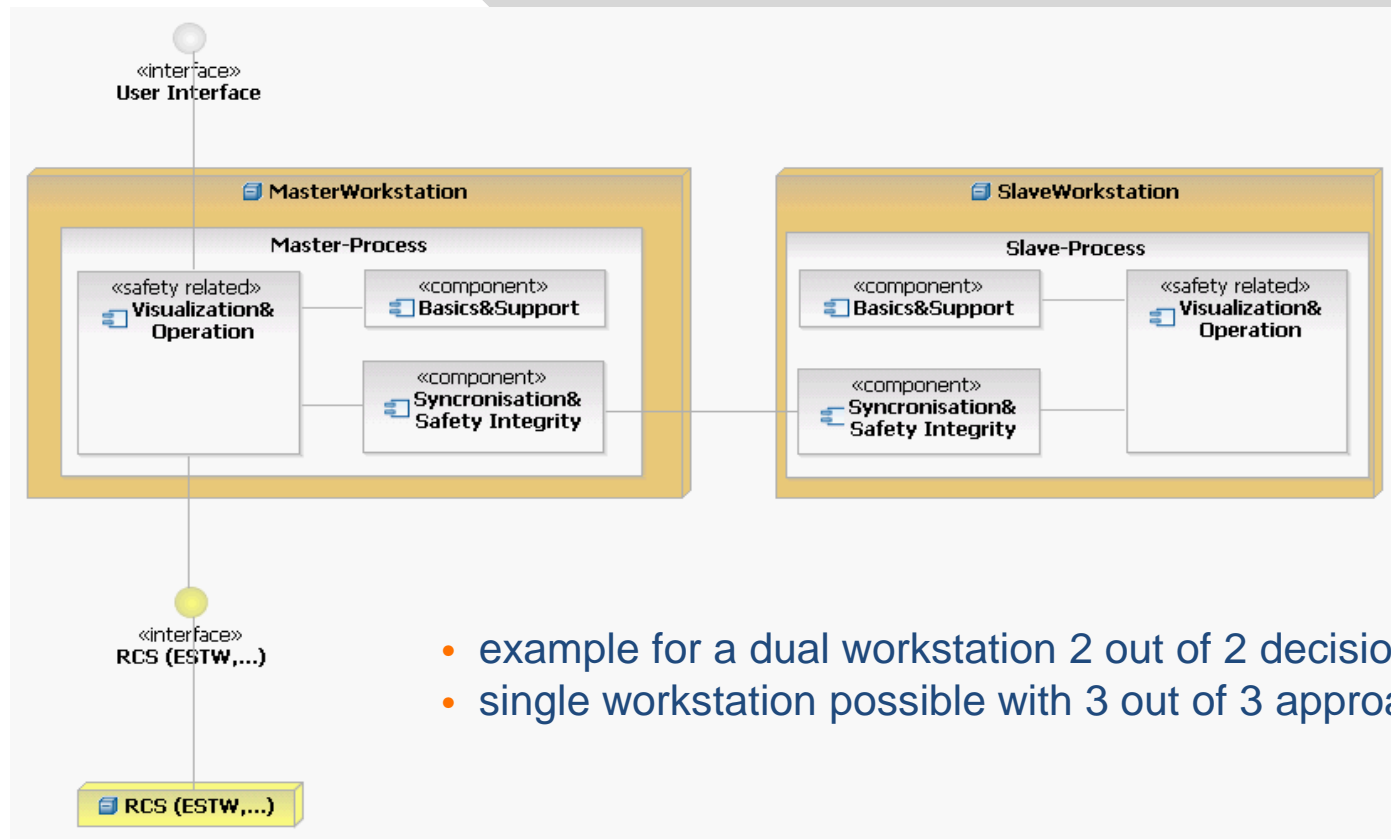 «interface»
User Interface
MasterWorkstation
Master-Process
«safety related»
Visualization&
Operation
«component»
Basics&Support
«component»
Syncronisation&
Safety Integrity
SlaveWorkstation
Slave-Process
«component»
Basics&Support
«component»
Syncronisation&
Safety Integrity
«safety related»
Visualization&
Operation
«interface»
RCS (ESTW,...)
RCS (ESTW,...)
• example for a dual workstation 2 out of 2
• single workstation possible with 3 out of 3